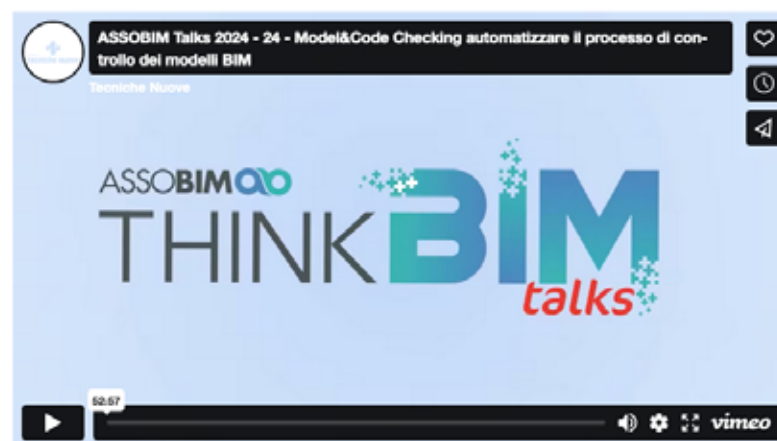 ASSOBIM Talks 2024 - 24 - Model&Code Checking automatizzare il processo di con-
trollo dei modelli BIM
Tecniche Nuove
ASSOBIM
THINKBIM
talks
52:57
vimeo